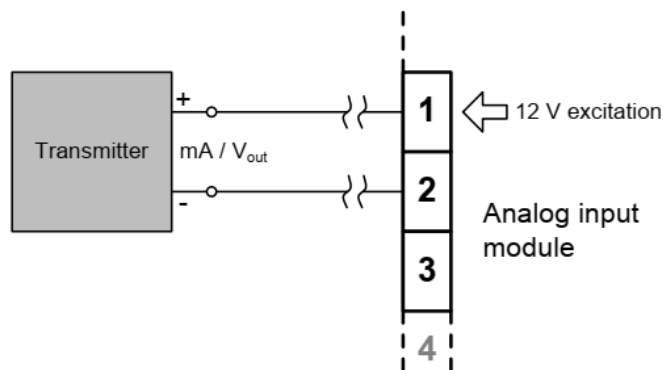 +
1
12 V excitation
Transmitter
mA / Vout
-
2
Analog input
module
3
4